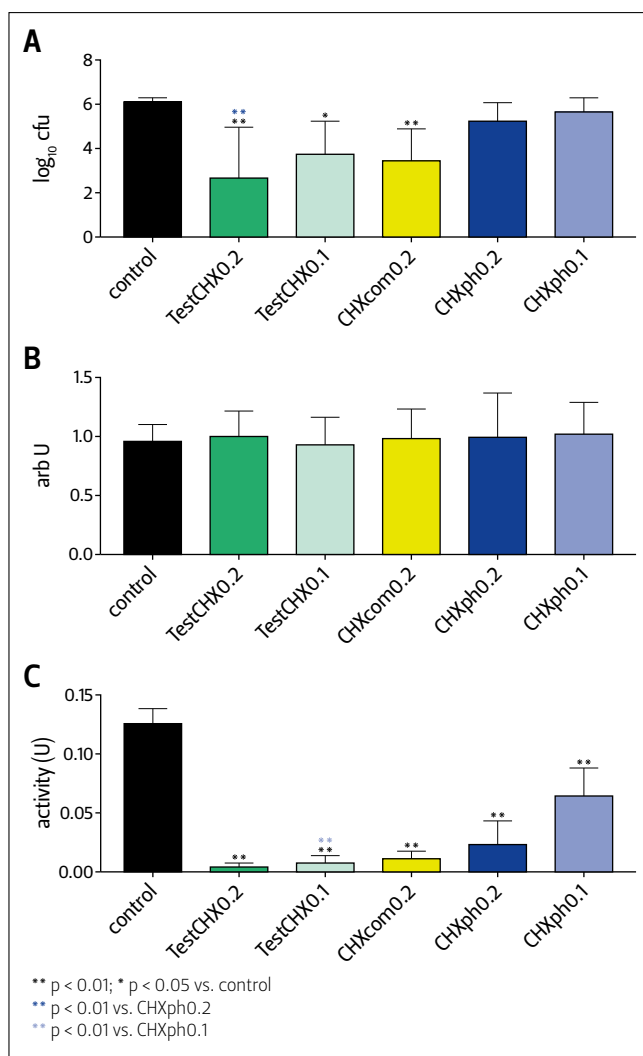 A
8
6
4
2
0
log₁₀ cfu
** 
**
*
**
control
TestCHX0.2
TestCHX0.1
CHXcom0.2
CHXph0.2
CHXph0.1
B
1.5
1.0
0.5
0.0
arb U
control
TestCHX0.2
TestCHX0.1
CHXcom0.2
CHXph0.2
CHXph0.1
C
0.15
0.10
0.05
0.00
activity (U)
**
**
**
**
**
**
control
TestCHX0.2
TestCHX0.1
CHXcom0.2
CHXph0.2
CHXph0.1
** p < 0.01; * p < 0.05 vs. control
** p < 0.01 vs. CHXph0.2
** p < 0.01 vs. CHXph0.1